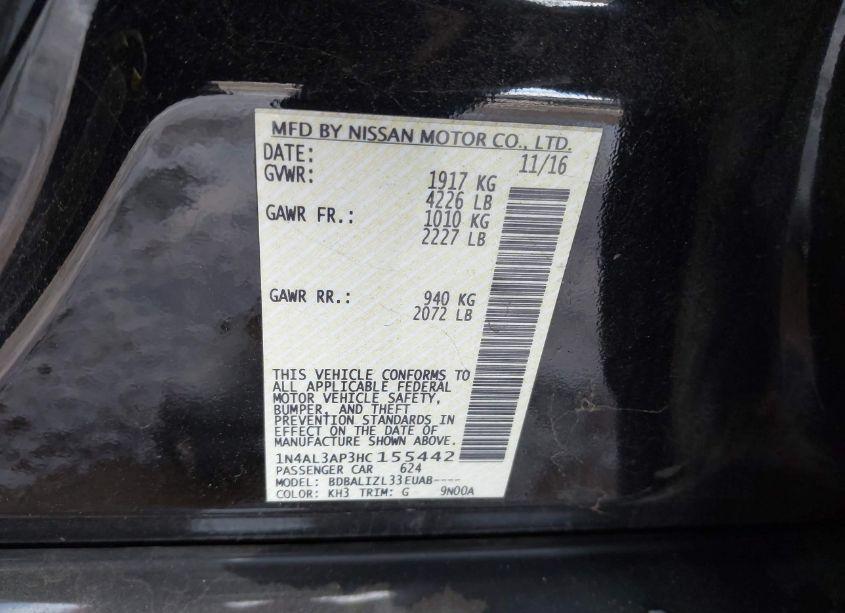 MFD BY NISSAN MOTOR CO., LTD.
DATE: 11/16
GVWR: 1917 KG
4226 LB
GAWR FR.: 1010 KG
2227 LB
GAWR RR.: 940 KG
2072 LB
THIS VEHICLE CONFORMS TO
ALL APPLICABLE FEDERAL
MOTOR VEHICLE SAFETY,
BUMPER, AND THEFT
PREVENTION STANDARDS IN
EFFECT ON THE DATE OF
MANUFACTURE SHOWN ABOVE.
1N4AL3AP3HC155442
PASSENGER CAR 624
MODEL: BDBALIZL33EUAB----
COLOR: KH3 TRIM: G 9N00A